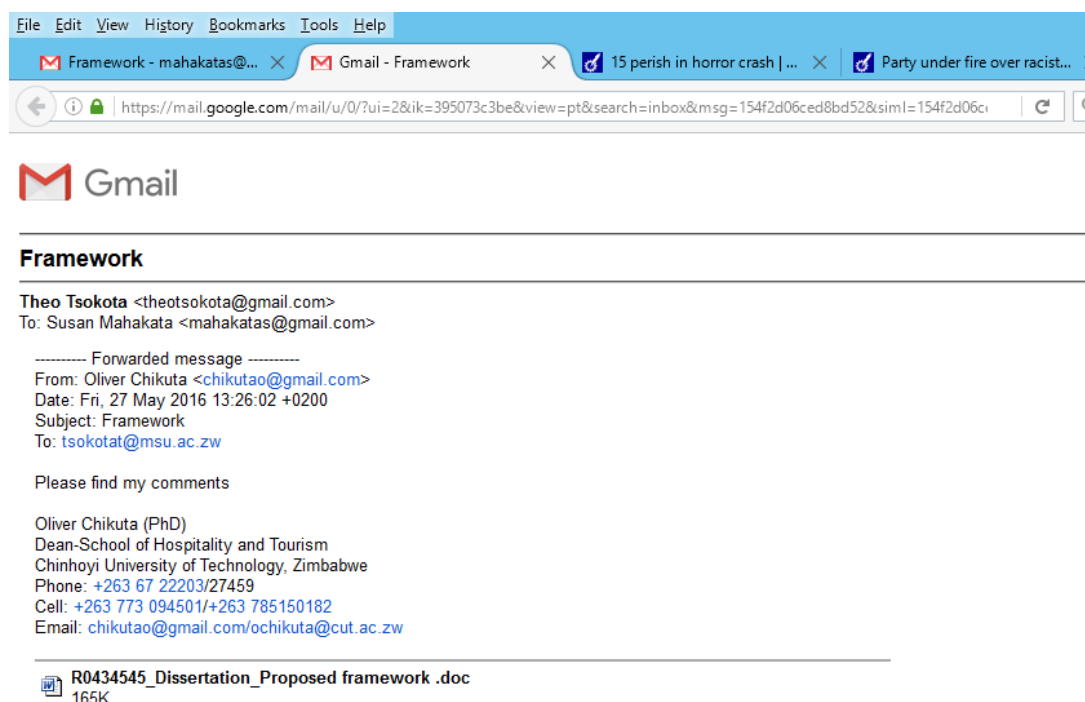 File Edit View History Bookmarks Tools Help
Framework - mahakatas@... Gmail - Framework 15 perish in horror crash | ... Party under fire over racist...
https://mail.google.com/mail/u/0/?ui=2&ik=395073c3be&view=pt&search=inbox&msg=154f2d06ced8bd52&siml=154f2d06c
Gmail
Framework
Theo Tsokota <theotsokota@gmail.com>
To: Susan Mahakata <mahakatas@gmail.com>
---------- Forwarded message ----------
From: Oliver Chikuta <chikutao@gmail.com>
Date: Fri, 27 May 2016 13:26:02 +0200
Subject: Framework
To: tsokotat@msu.ac.zw
Please find my comments
Oliver Chikuta (PhD)
Dean-School of Hospitality and Tourism
Chinhoyi University of Technology, Zimbabwe
Phone: +263 67 22203/27459
Cell: +263 773 094501/+263 785150182
Email: chikutao@gmail.com/ochikuta@cut.ac.zw
R0434545_Dissertation_Proposed framework .doc
165K